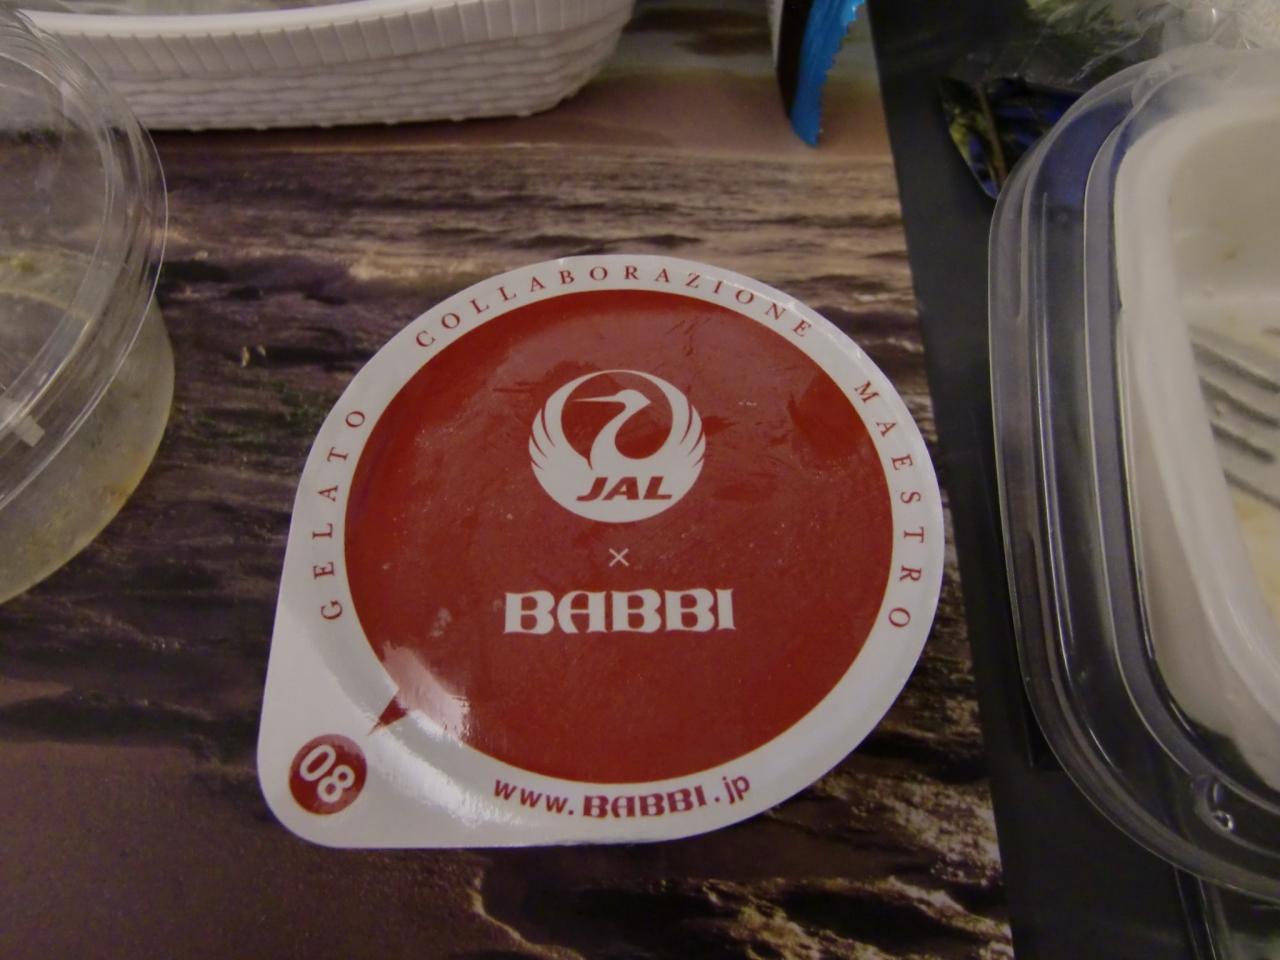 GELATO COLLABORAZIONE MAESTRO
JAL
×
BABBI
08
www.BABBI.jp